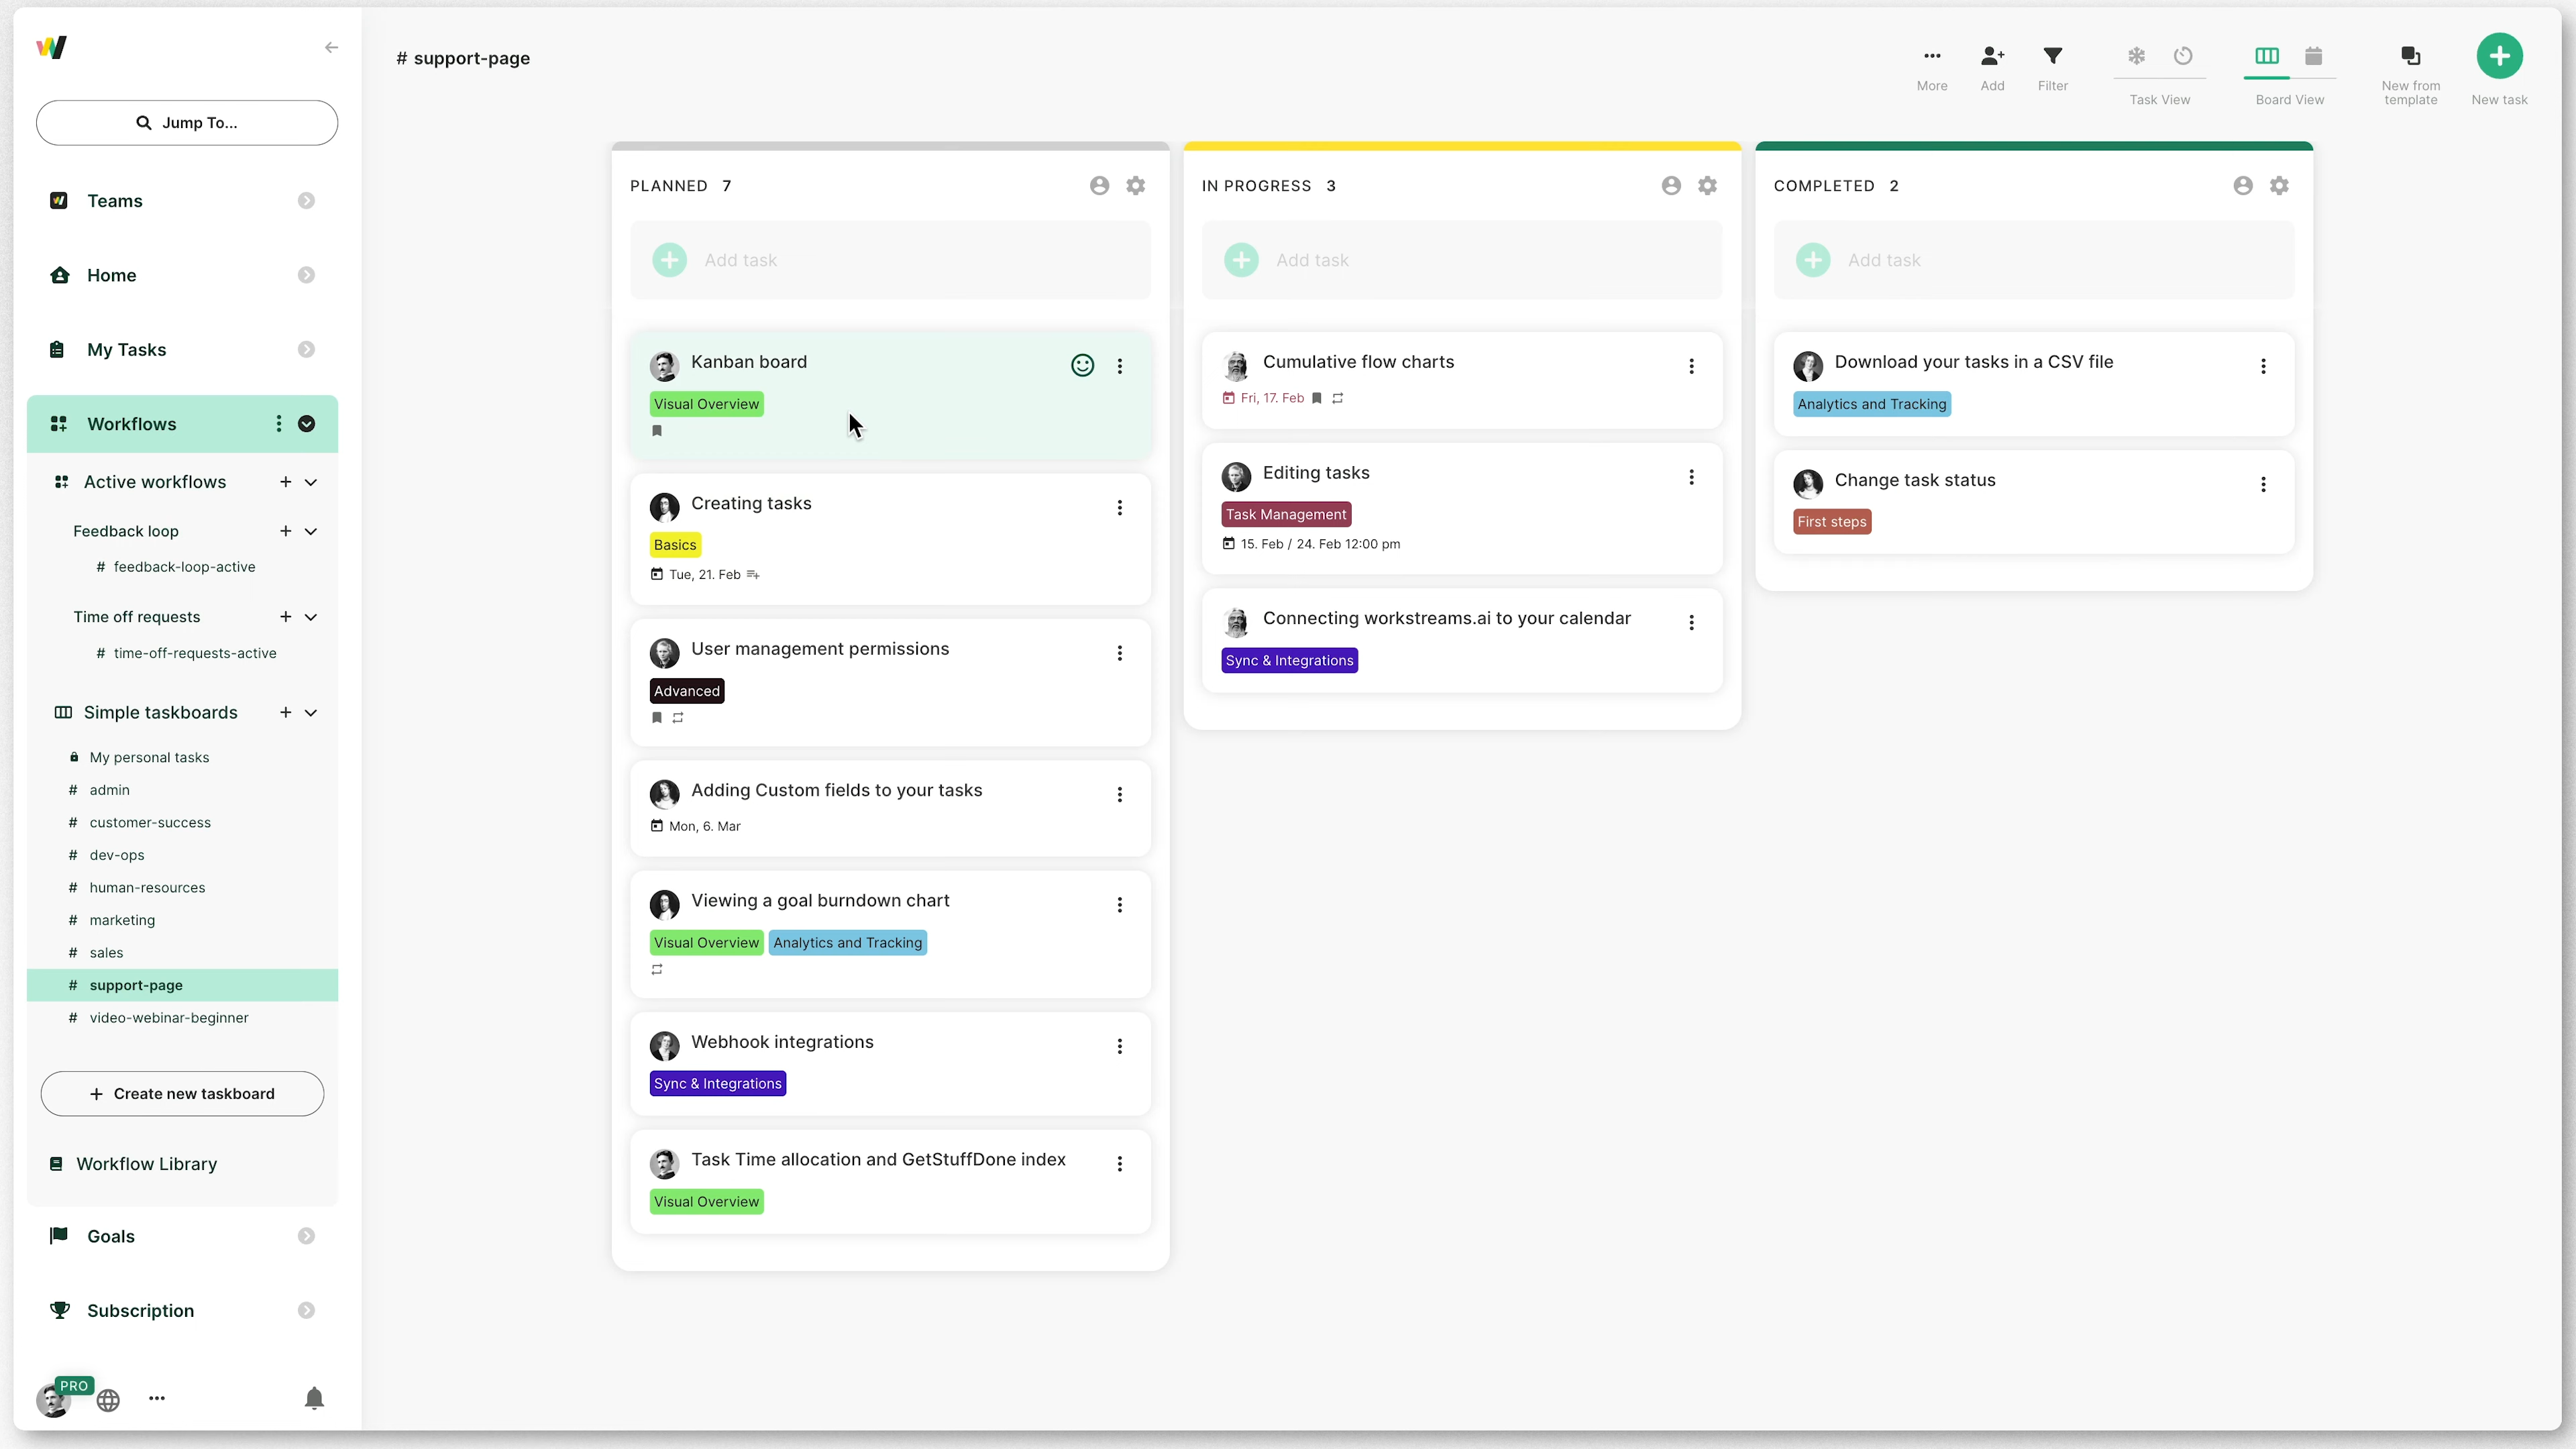 Jump To...
Teams
Home
My Tasks
Workflows
Active workflows
Feedback loop
# feedback-loop-active
Time off requests
# time-off-requests-active
Simple taskboards
My personal tasks
# admin
# customer-success
# dev-ops
# human-resources
# marketing
# sales
# support-page
# video-webinar-beginner
+ Create new taskboard
Workflow Library
Goals
Subscription
PRO
# support-page
More
Add
Filter
Task View
Board View
New from
template
New task
PLANNED 7
Add task
Kanban board
Visual Overview
Creating tasks
Basics
Tue, 21. Feb
User management permissions
Advanced
Adding Custom fields to your tasks
Mon, 6. Mar
Viewing a goal burndown chart
Visual Overview Analytics and Tracking
Webhook integrations
Sync & Integrations
Task Time allocation and GetStuffDone index
Visual Overview
IN PROGRESS 3
Add task
Cumulative flow charts
Fri, 17. Feb
Editing tasks
Task Management
15. Feb / 24. Feb 12:00 pm
Connecting workstreams.ai to your calendar
Sync & Integrations
COMPLETED 2
Add task
Download your tasks in a CSV file
Analytics and Tracking
Change task status
First steps